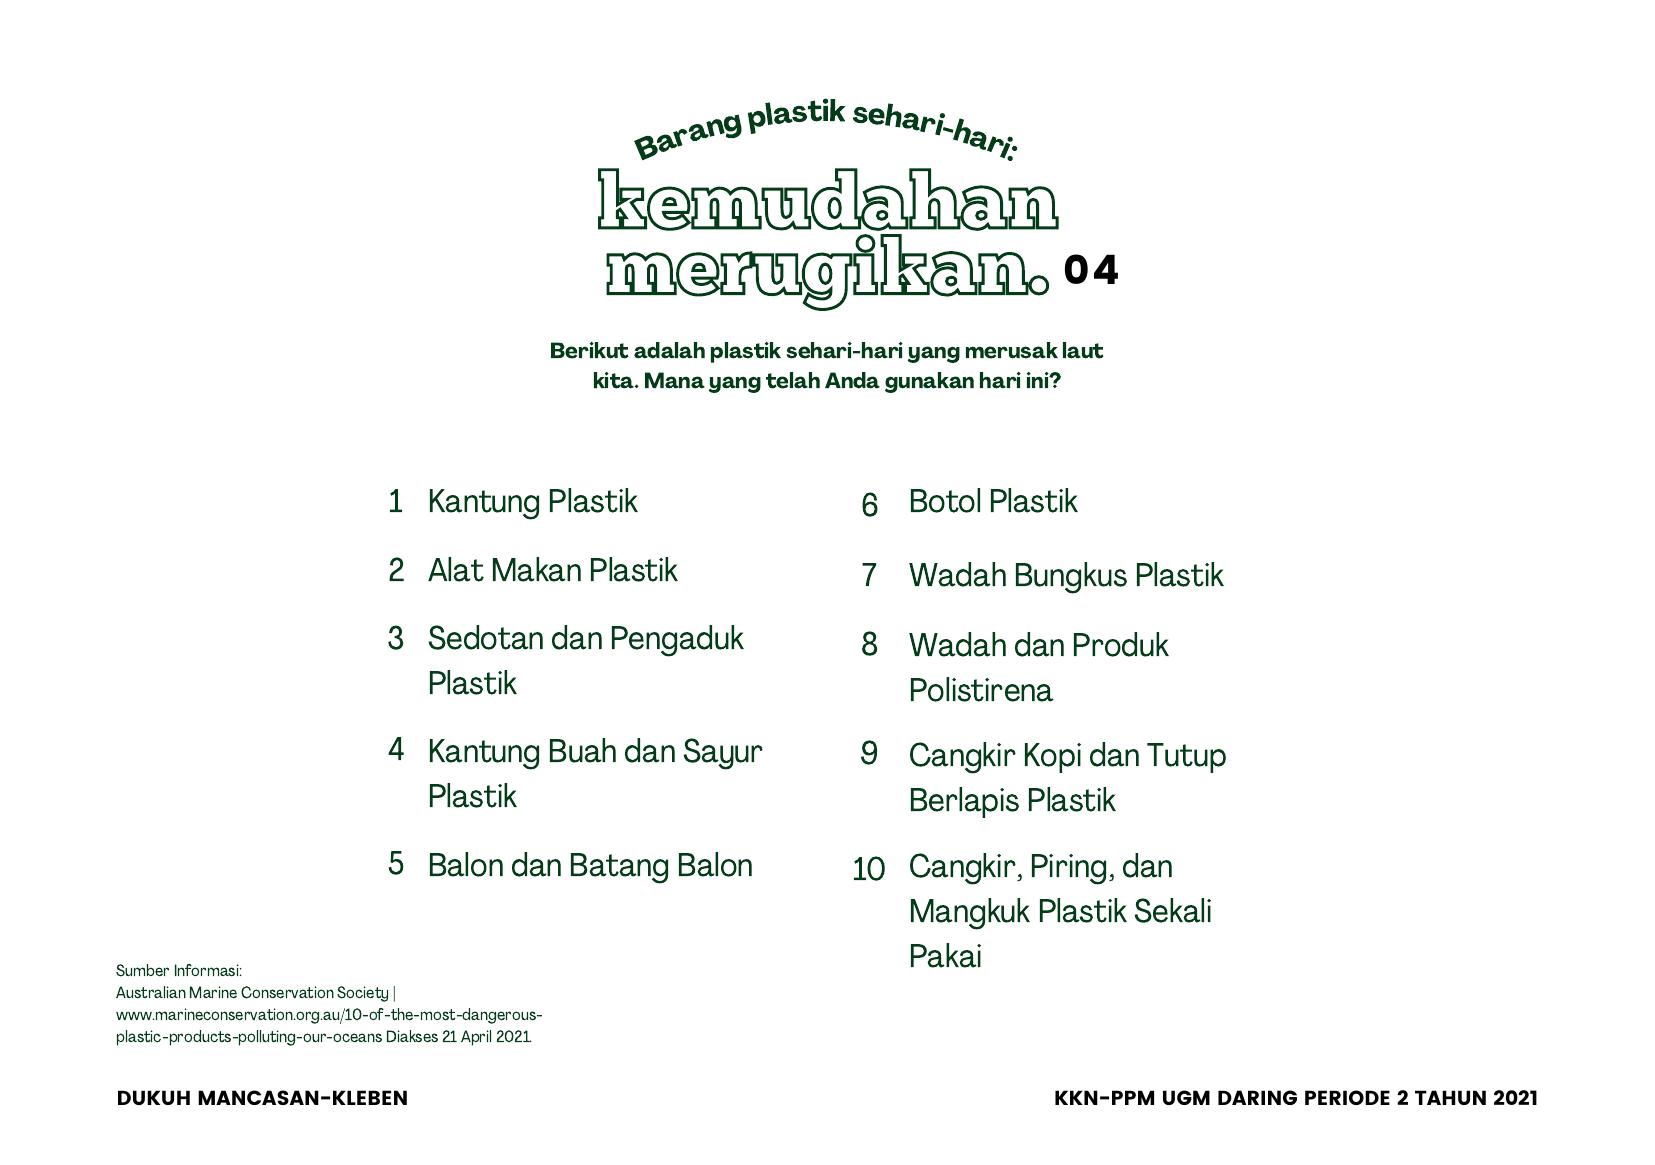 Barang plastik sehari-hari:
kemudahan
merugikan. 04
Berikut adalah plastik sehari-hari yang merusak laut
kita. Mana yang telah Anda gunakan hari ini?
1 Kantung Plastik
2 Alat Makan Plastik
3 Sedotan dan Pengaduk
Plastik
4 Kantung Buah dan Sayur
Plastik
5 Balon dan Batang Balon
6 Botol Plastik
7 Wadah Bungkus Plastik
8 Wadah dan Produk
Polistirena
9 Cangkir Kopi dan Tutup
Berlapis Plastik
10 Cangkir, Piring, dan
Mangkuk Plastik Sekali
Pakai
Sumber Informasi:
Australian Marine Conservation Society |
www.marineconservation.org.au/10-of-the-most-dangerous-
plastic-products-polluting-our-oceans Diakses 21 April 2021.
DUKUH MANCASAN-KLEBEN
KKN-PPM UGM DARING PERIODE 2 TAHUN 2021